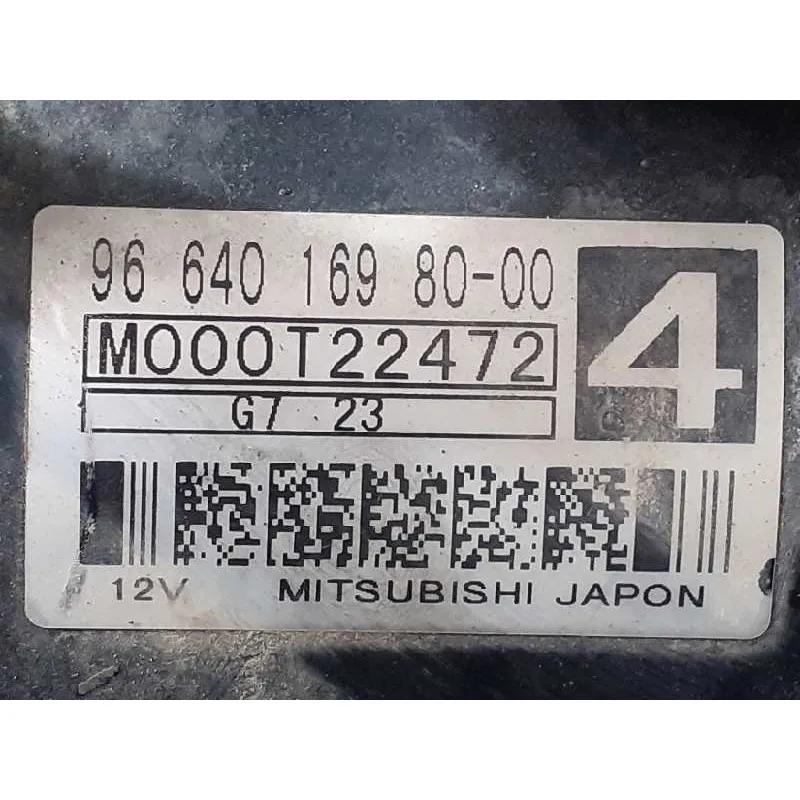 96 640 169 80-00
4
M000T22472
G7 23
12V MITSUBISHI JAPON